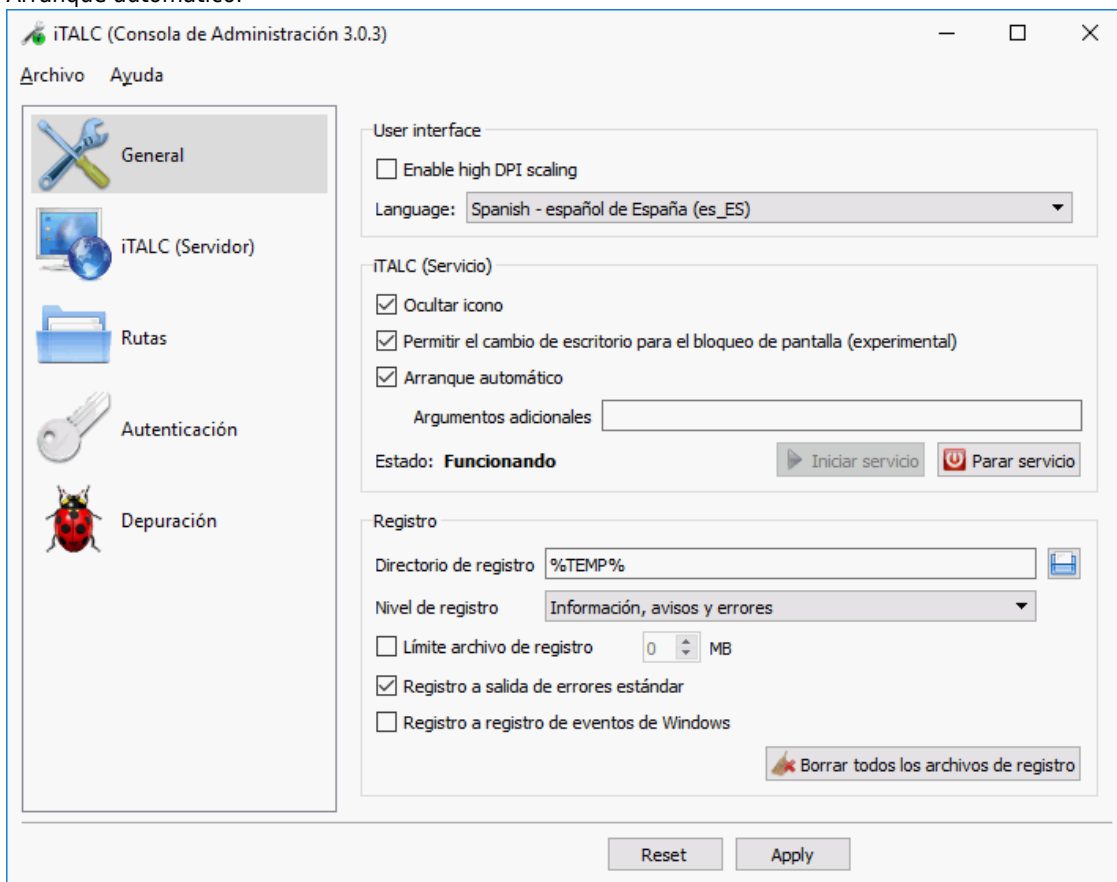 Arranque automático.
iTALC (Consola de Administración 3.0.3)
Archivo Ayuda
General
iTALC (Servidor)
Rutas
Autenticación
Depuración
User interface
Enable high DPI scaling
Language: Spanish - español de España (es_ES)
iTALC (Servicio)
Ocultar icono
Permitir el cambio de escritorio para el bloqueo de pantalla (experimental)
Arranque automático
Argumentos adicionales
Estado: Funcionando Iniciar servicio Parar servicio
Registro
Directorio de registro %TEMP%
Nivel de registro Información, avisos y errores
Límite archivo de registro 0 MB
Registro a salida de errores estándar
Registro a registro de eventos de Windows
Borrar todos los archivos de registro
Reset Apply